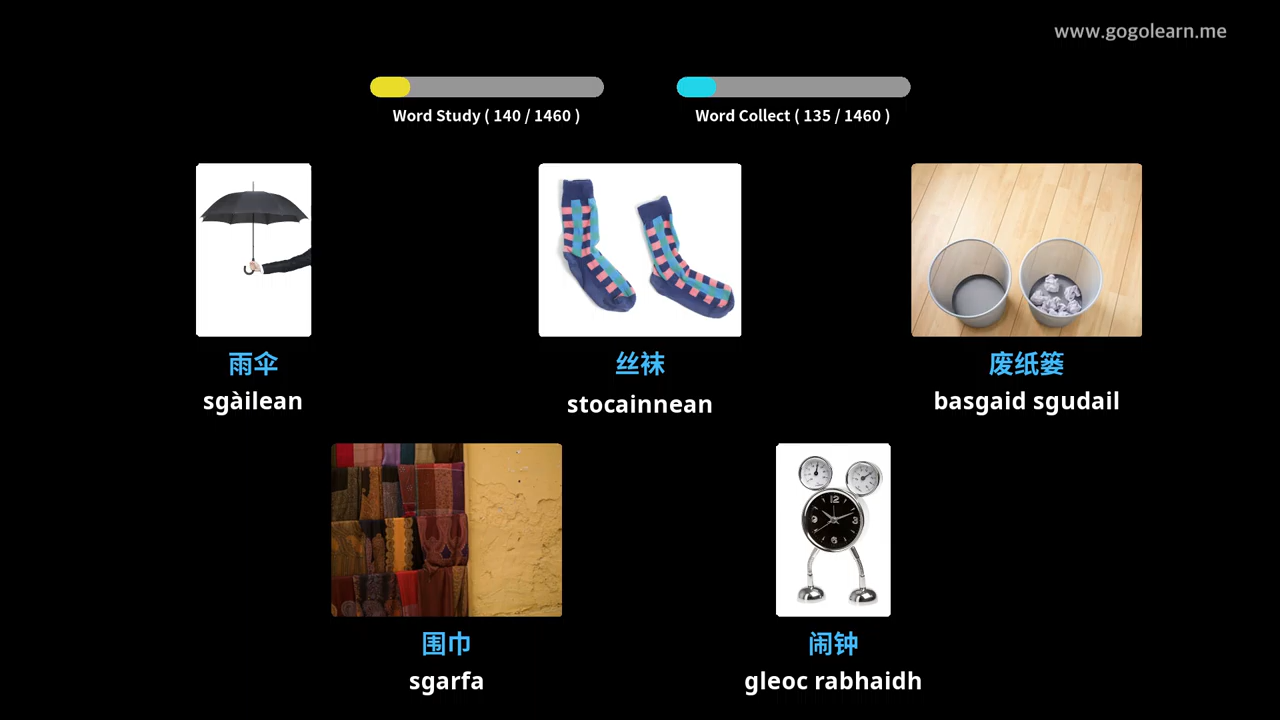 www.gogolearn.me
Word Study ( 140 / 1460 )
Word Collect ( 135 / 1460 )
雨伞
sgàilean
丝袜
stocainnean
废纸篓
basgaid sgudail
围巾
sgarfa
闹钟
gleoc rabhaidh